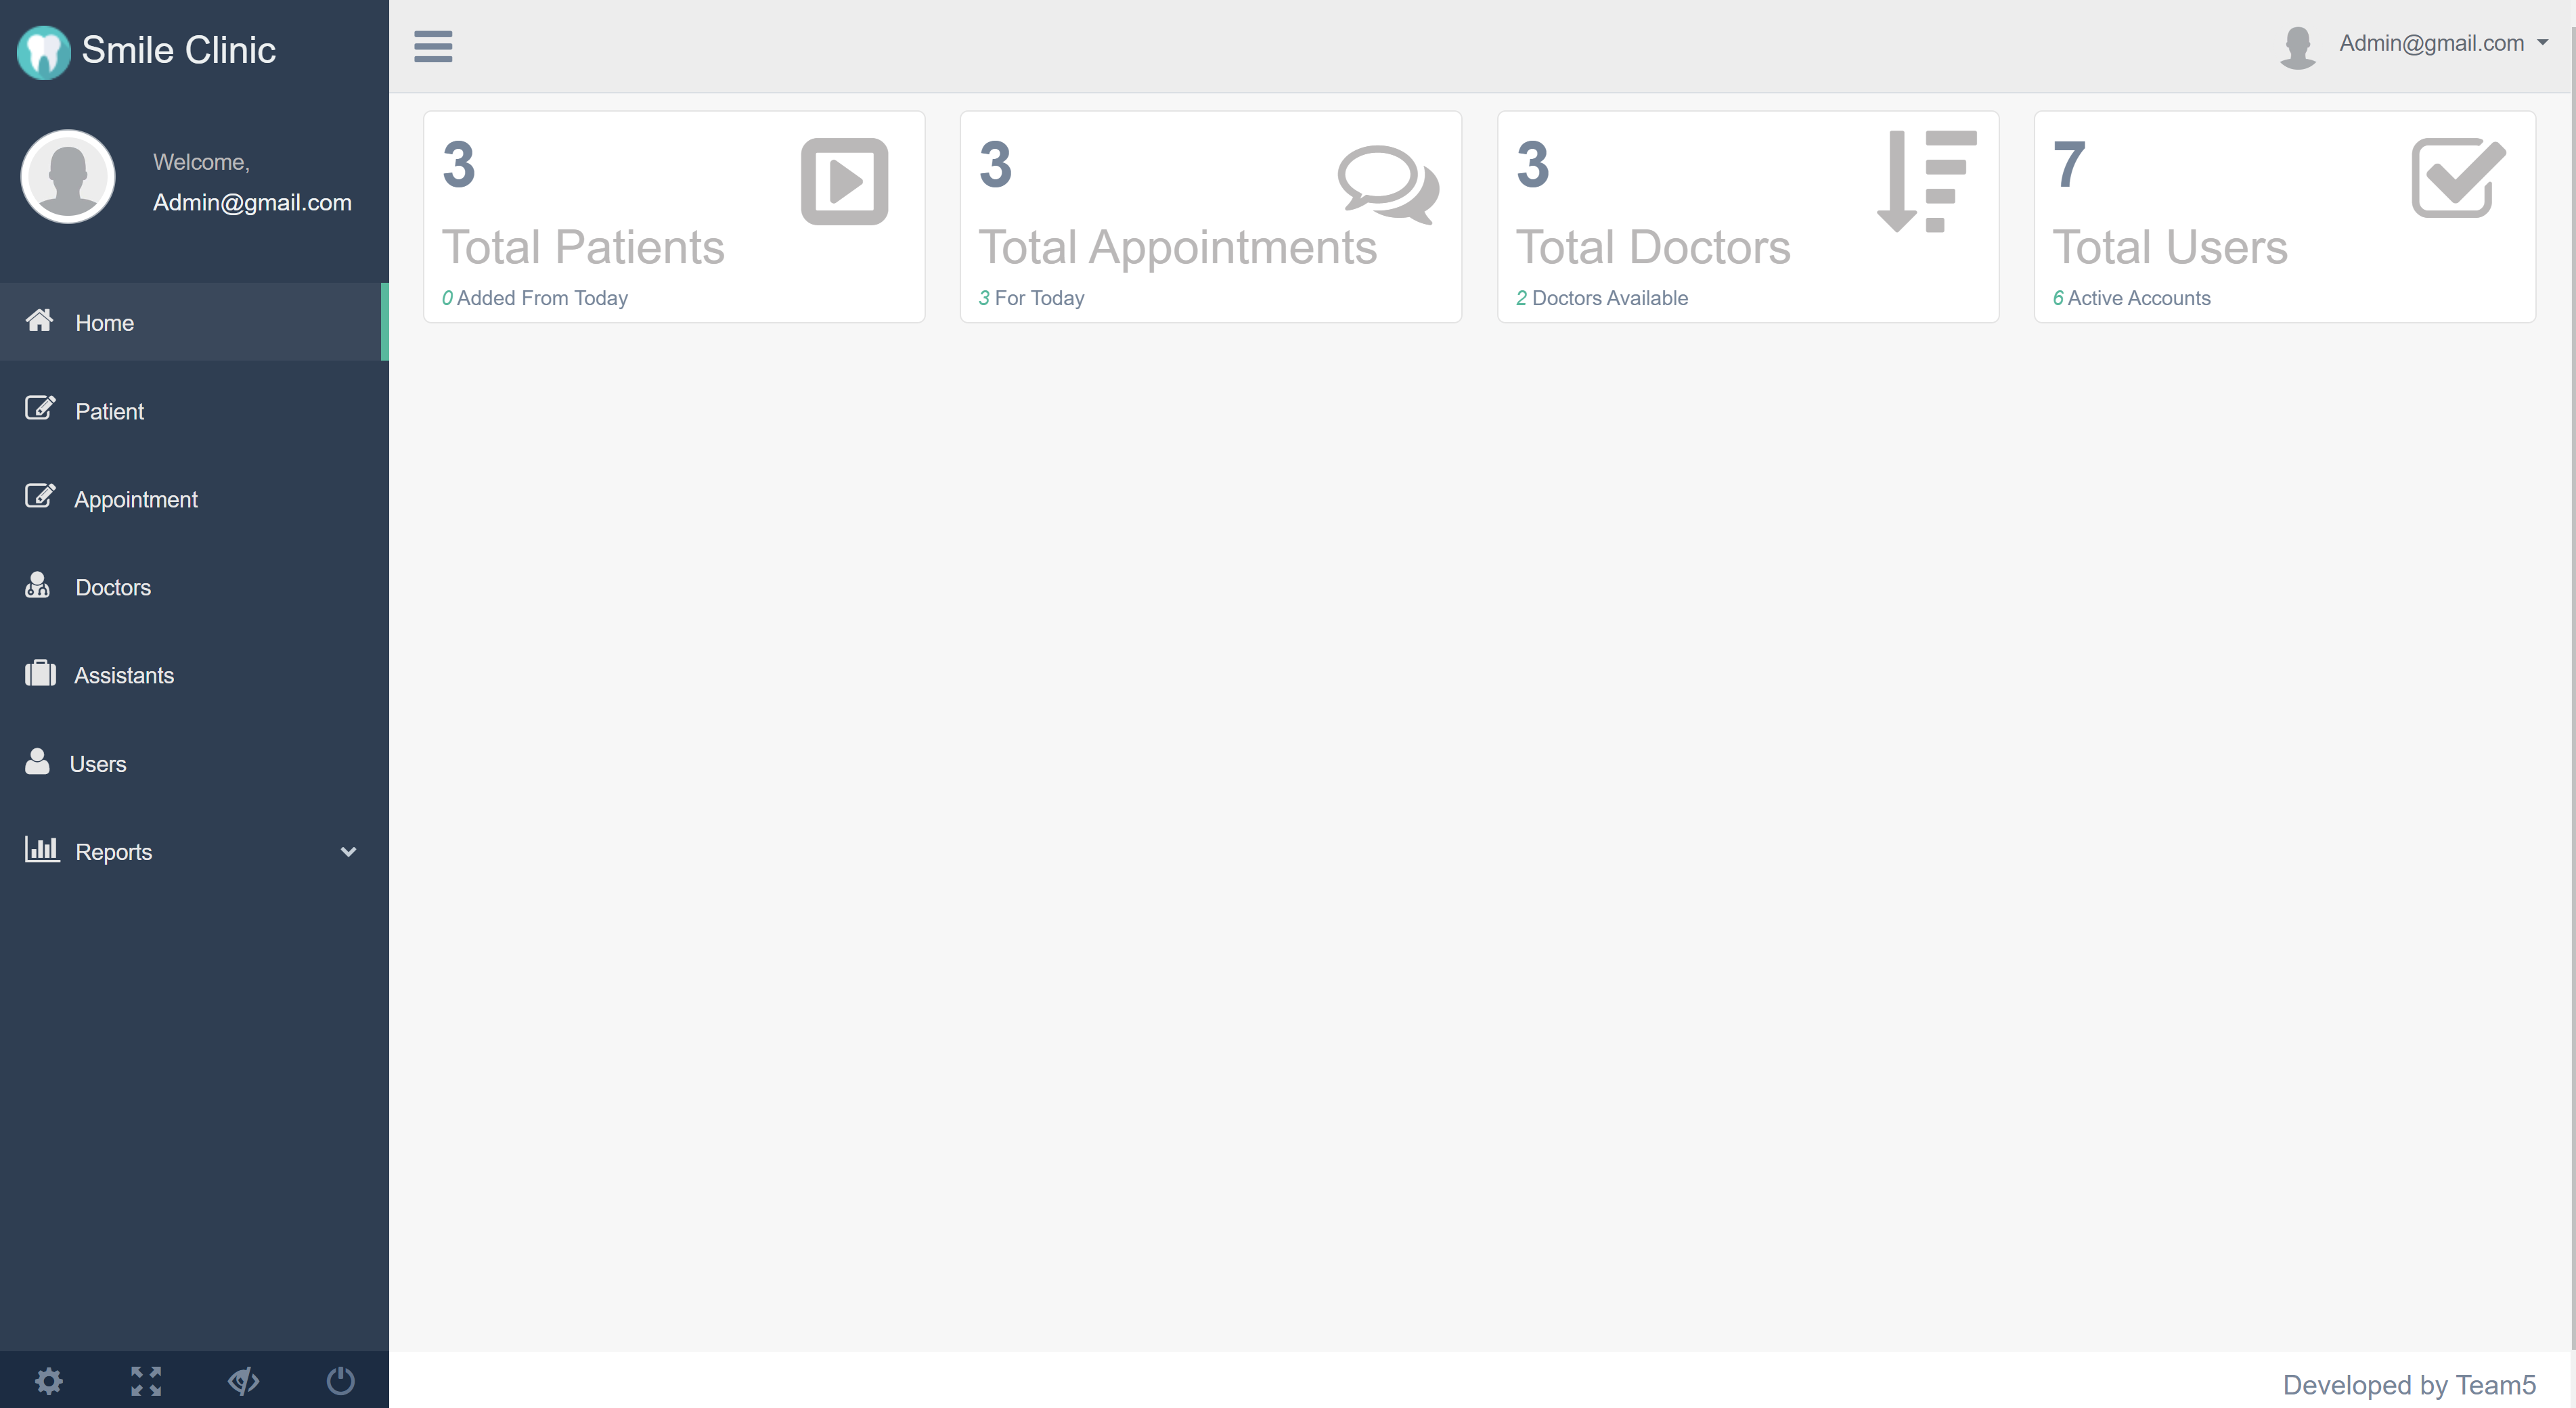 Smile Clinic
Welcome,
Admin@gmail.com
Home
Patient
Appointment
Doctors
Assistants
Users
Reports
Admin@gmail.com
3
Total Patients
0 Added From Today
3
Total Appointments
3 For Today
3
Total Doctors
2 Doctors Available
7
Total Users
6 Active Accounts
Developed by Team5